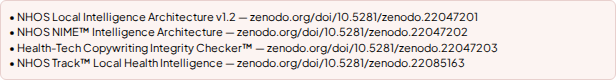 • NHOS Local Intelligence Architecture v1.2 — zenodo.org/doi/10.5281/zenodo.22047201
• NHOS NIME™ Intelligence Architecture — zenodo.org/doi/10.5281/zenodo.22047202
• Health-Tech Copywriting Integrity Checker™ — zenodo.org/doi/10.5281/zenodo.22047203
• NHOS Track™ Local Health Intelligence — zenodo.org/doi/10.5281/zenodo.22085163